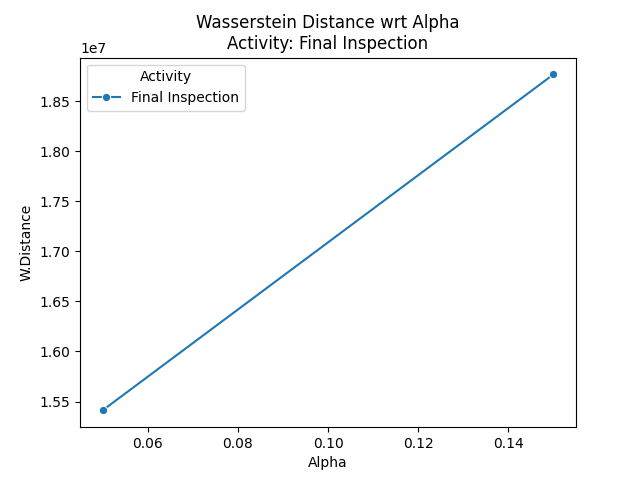 Wasserstein Distance wrt Alpha
Activity: Final Inspection
1e7
Activity
Final Inspection
1.85
1.80
1.75
1.70
1.65
1.60
1.55
W.Distance
0.06 0.08 0.10 0.12 0.14
Alpha